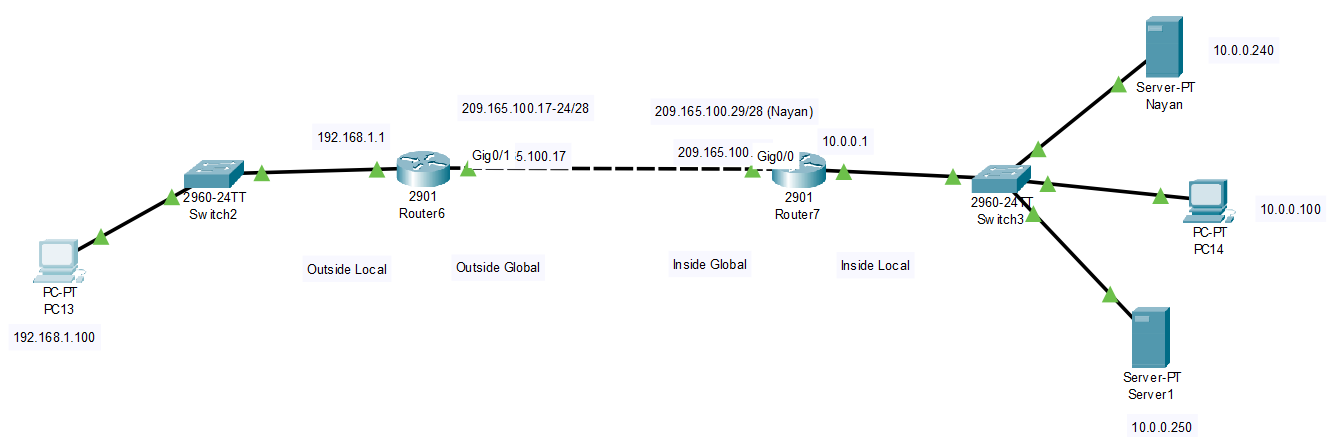 10.0.0.240
Server-PT
Nayan
209.165.100.17-24/28
209.165.100.29/28 (Nayan)
192.168.1.1
10.0.0.1
Gig0/1
5.100.17
209.165.100.
Gig0/0
2960-24TT
Switch2
2901
Router6
2901
Router7
2960-24TT
Switch3
PC-PT
PC14
10.0.0.100
Outside Local
Outside Global
Inside Global
Inside Local
PC-PT
PC13
192.168.1.100
Server-PT
Server1
10.0.0.250